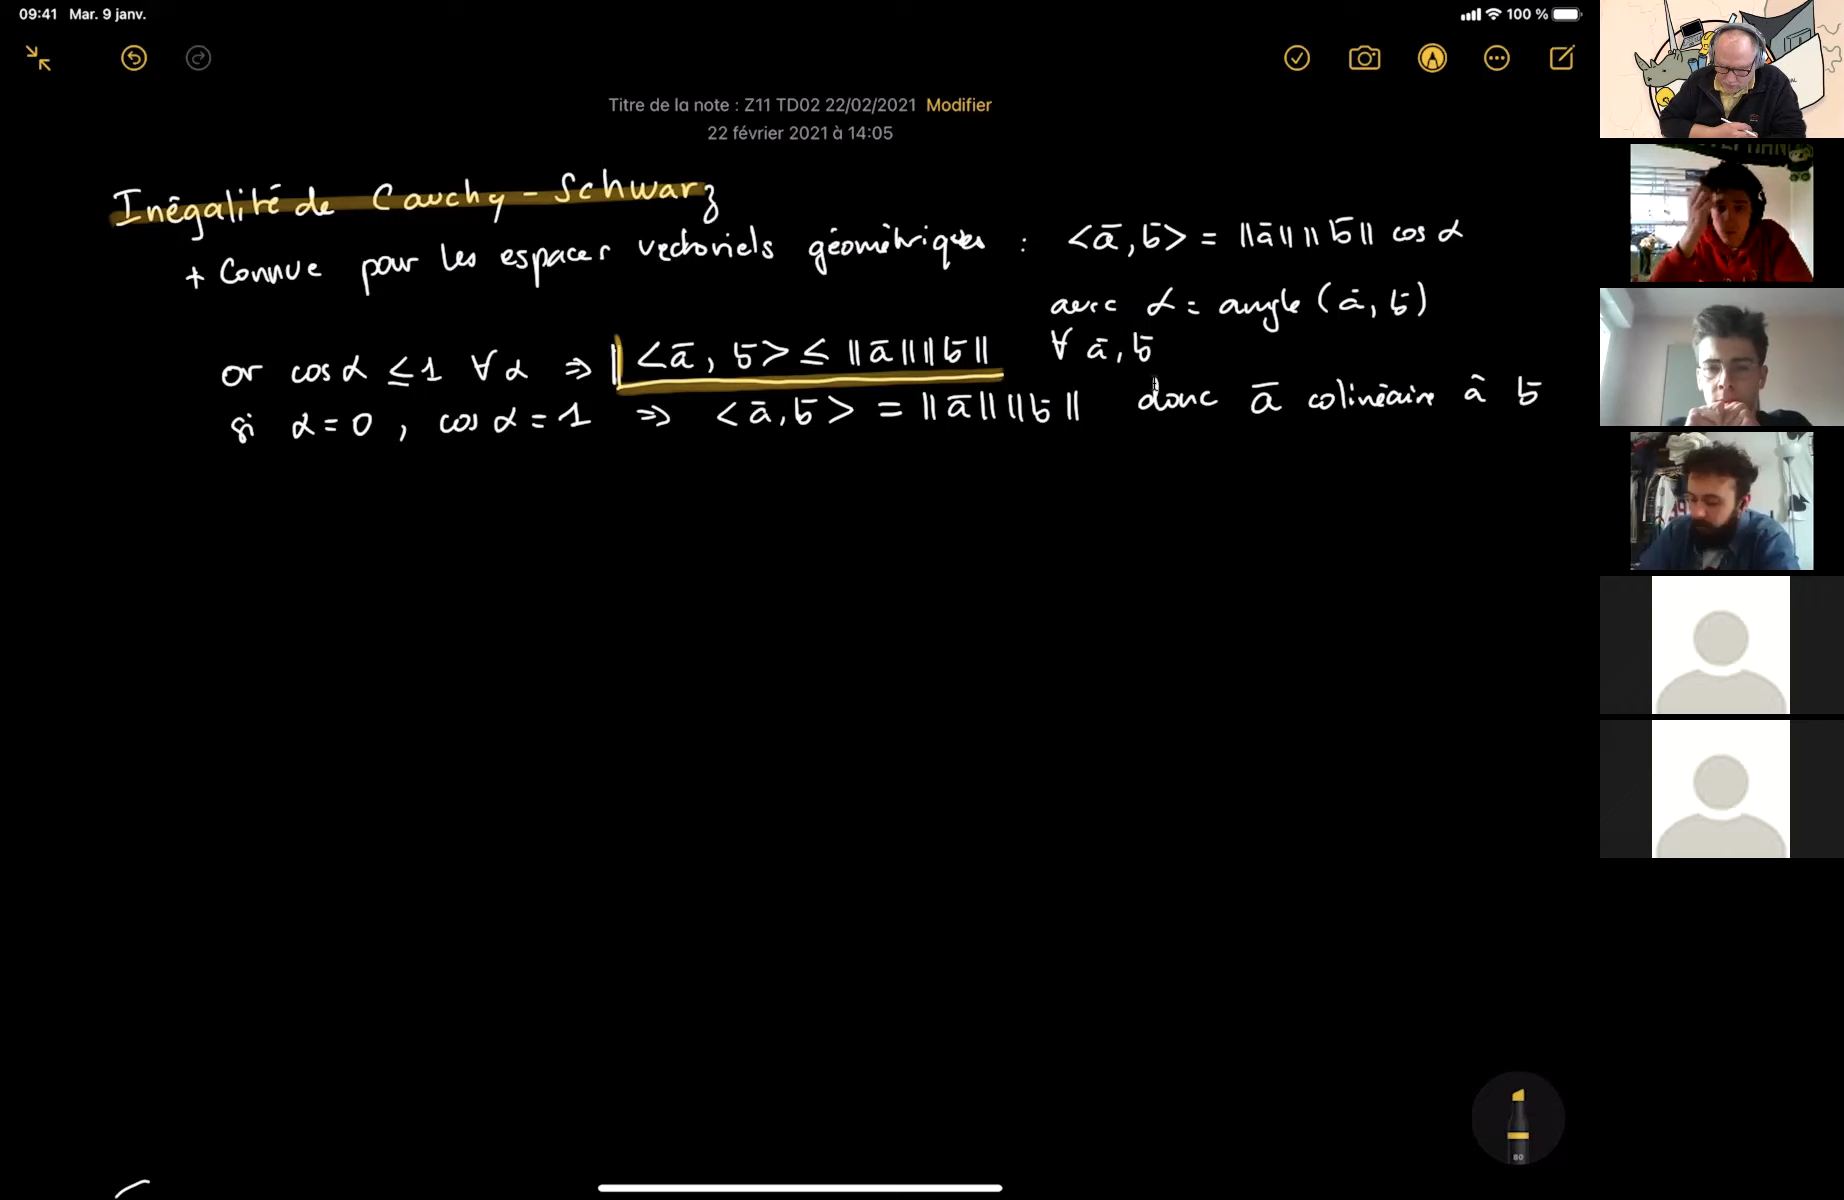 09:41 Mar. 9 janv.
100 %
Titre de la note : Z11 TD02 22/02/2021 Modifier
22 février 2021 à 14:05
Inégalité de Cauchy - Schwarz
+ Connue pour les espaces vectoriels géométriques : <ā, b̄> = ||ā|| ||b̄|| cos α
avec α = angle (ā, b̄)
or cos α ≤ 1 ∀ α ⇒ || <ā, b̄> ≤ ||ā|| ||b̄|| ∀ ā, b̄
si α = 0, cos α = 1 ⇒ <ā, b̄> = ||ā|| ||b̄|| donc ā colinéaire à b̄
80